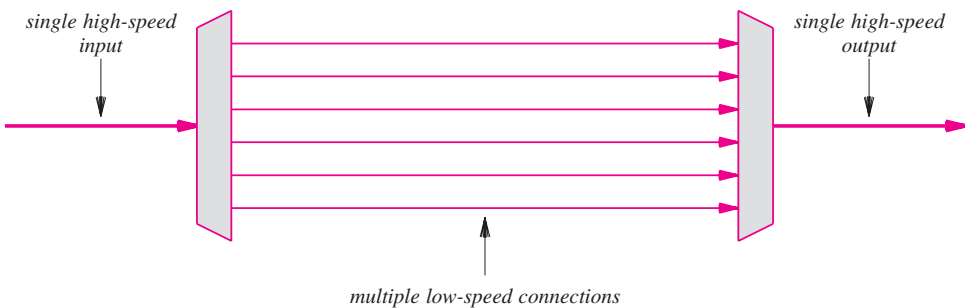 single high-speed
input
single high-speed
output
multiple low-speed connections